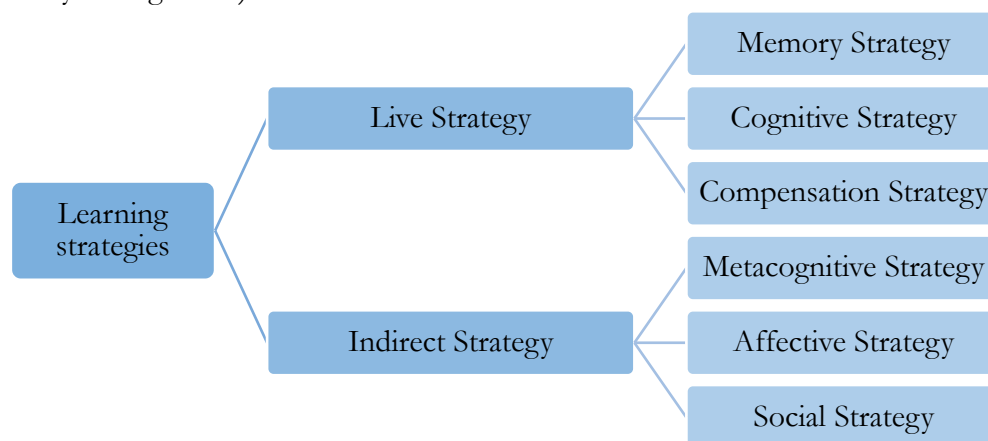 Memory Strategy
Live Strategy
Cognitive Strategy
Compensation Strategy
Learning
strategies
Metacognitive Strategy
Indirect Strategy
Affective Strategy
Social Strategy